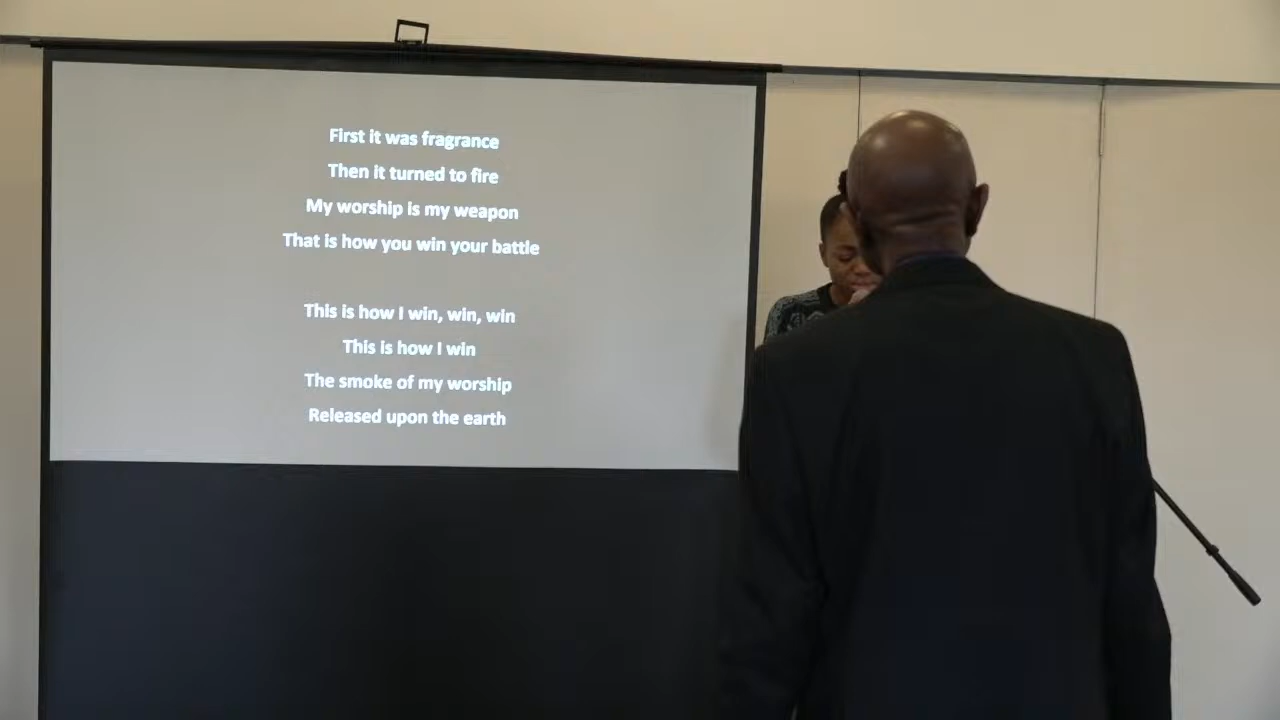 First it was fragrance
Then it turned to fire
My worship is my weapon
That is how you win your battle
This is how I win, win, win
This is how I win
The smoke of my worship
Released upon the earth